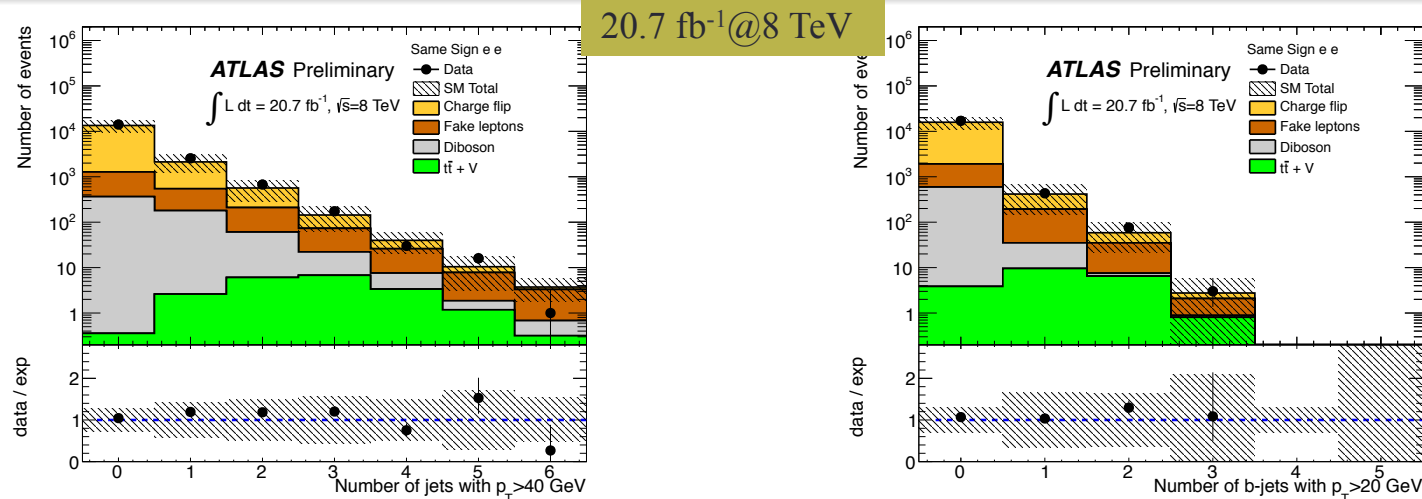 20.7 fb⁻¹@8 TeV
Number of events
10⁶
10⁵
10⁴
10³
10²
10
1
ATLAS Preliminary
∫ L dt = 20.7 fb⁻¹, √s=8 TeV
Same Sign e e
Data
SM Total
Charge flip
Fake leptons
Diboson
tt̄ + V
data / exp
2
1
0
0 1 2 3 4 5 6
Number of jets with p_T>40 GeV
Number of events
10⁶
10⁵
10⁴
10³
10²
10
1
ATLAS Preliminary
∫ L dt = 20.7 fb⁻¹, √s=8 TeV
Same Sign e e
Data
SM Total
Charge flip
Fake leptons
Diboson
tt̄ + V
data / exp
2
1
0
0 1 2 3 4 5
Number of b-jets with p_T>20 GeV